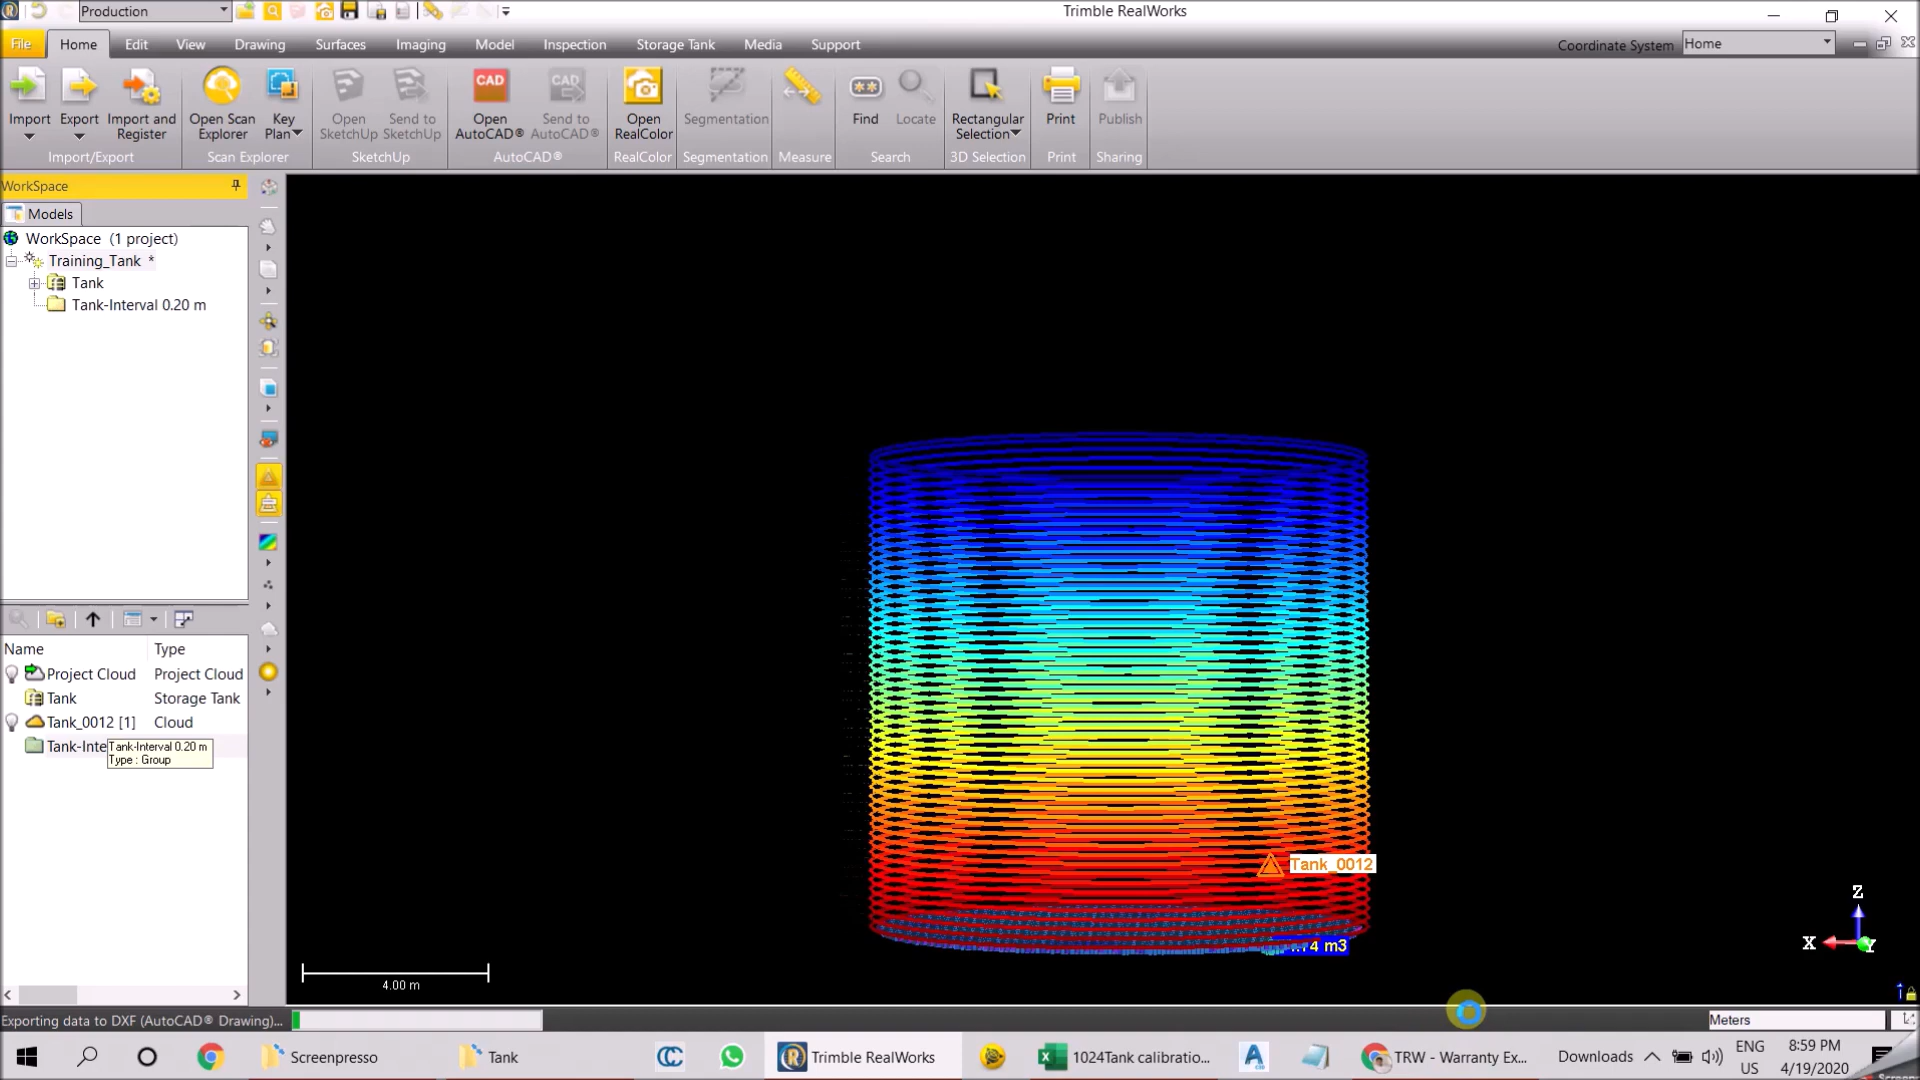 Production
Trimble RealWorks
File Home Edit View Drawing Surfaces Imaging Model Inspection Storage Tank Media Support
Coordinate System Home
Import Export Import and Register
Open Scan Explorer Key Plan
Open SketchUp Send to SketchUp
CAD Open AutoCAD® CAD Send to AutoCAD®
Open RealColor
Segmentation
Find Locate
Rectangular Selection
Print
Publish
Import/Export Scan Explorer SketchUp AutoCAD® RealColor Segmentation Measure Search 3D Selection Print Sharing
WorkSpace
Models
WorkSpace (1 project)
Training_Tank *
Tank
Tank-Interval 0.20 m
Name Type
Project Cloud Project Cloud
Tank Storage Tank
Tank_0012 [1] Cloud
Tank-Inte
Tank-Interval 0.20 m
Type : Group
Tank_0012
14 m3
Z
X Y
4.00 m
Exporting data to DXF (AutoCAD® Drawing)...
Meters
Screenpresso
Tank
Trimble RealWorks
1024Tank calibratio...
TRW - Warranty Ex...
Downloads
ENG
US
8:59 PM
4/19/2020